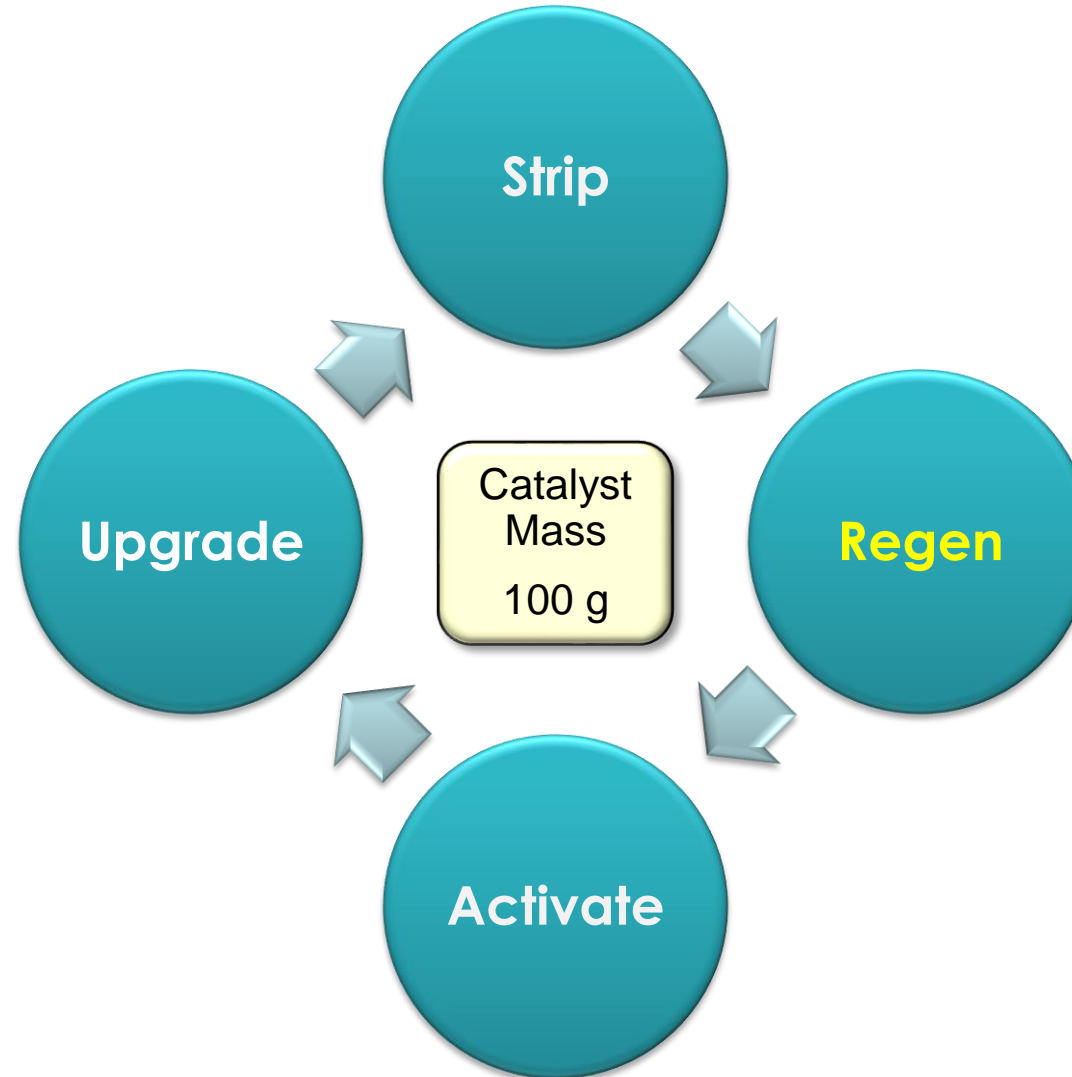 Strip
Catalyst
Mass
100 g
Upgrade
Regen
Activate